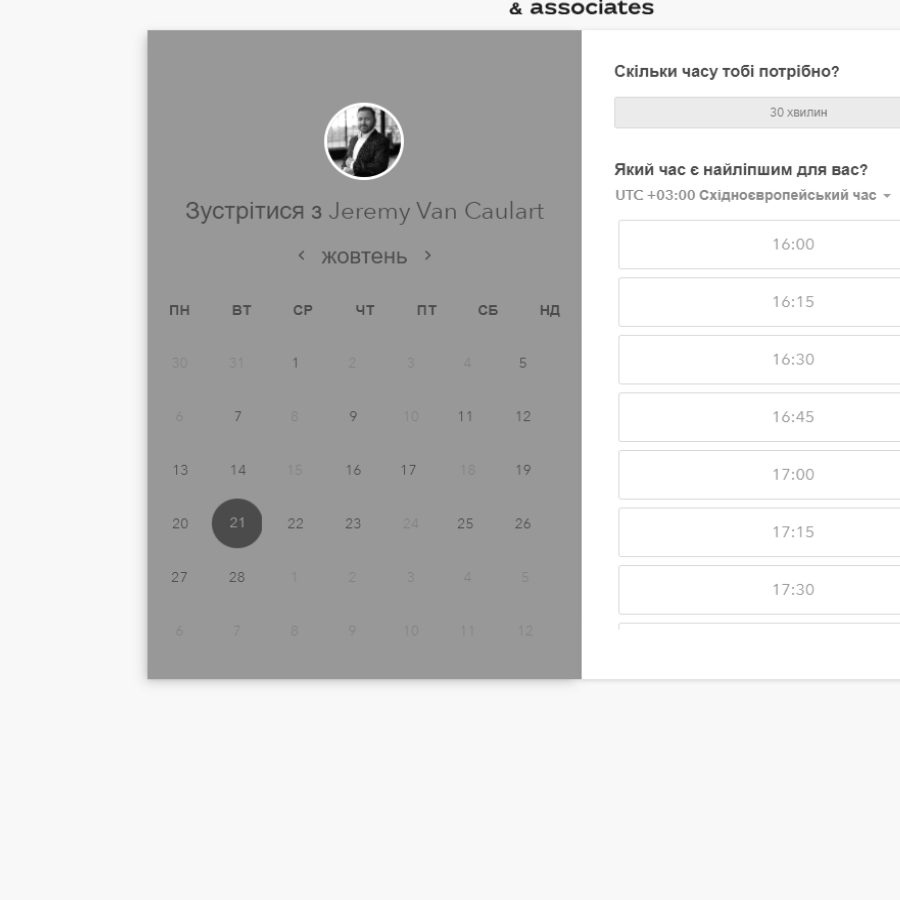 & associates
Зустрітися з Jeremy Van Caulart
жовтень
ПН ВТ СР ЧТ ПТ СБ НД
30 31 1 2 3 4 5
6 7 8 9 10 11 12
13 14 15 16 17 18 19
20 21 22 23 24 25 26
27 28 1 2 3 4 5
6 7 8 9 10 11 12
Скільки часу тобі потрібно?
30 хвилин
Який час є найліпшим для вас?
UTC +03:00 Східноєвропейський час
16:00
16:15
16:30
16:45
17:00
17:15
17:30